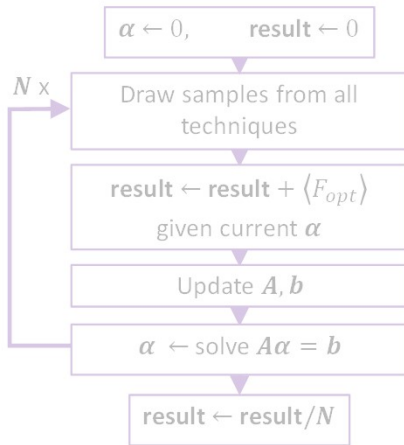 α ← 0, result ← 0
N x
Draw samples from all
techniques
result ← result + ⟨F_opt⟩
given current α
Update A, b
α ← solve Aα = b
result ← result/N